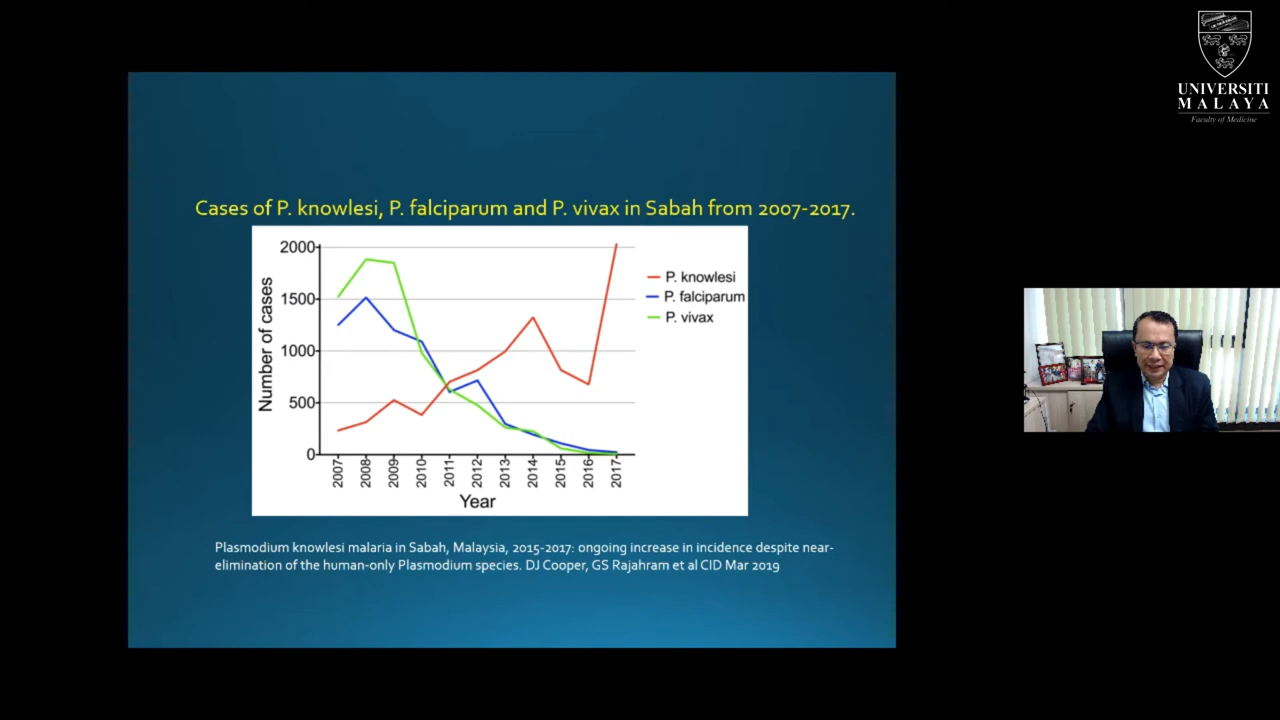 UNIVERSITI
MALAYA
Faculty of Medicine
Cases of P. knowlesi, P. falciparum and P. vivax in Sabah from 2007-2017.
2000
1500
1000
500
0
Number of cases
P. knowlesi
P. falciparum
P. vivax
2007
2008
2009
2010
2011
2012
2013
2014
2015
2016
2017
Year
Plasmodium knowlesi malaria in Sabah, Malaysia, 2015-2017: ongoing increase in incidence despite near-
elimination of the human-only Plasmodium species. DJ Cooper, GS Rajahram et al CID Mar 2019